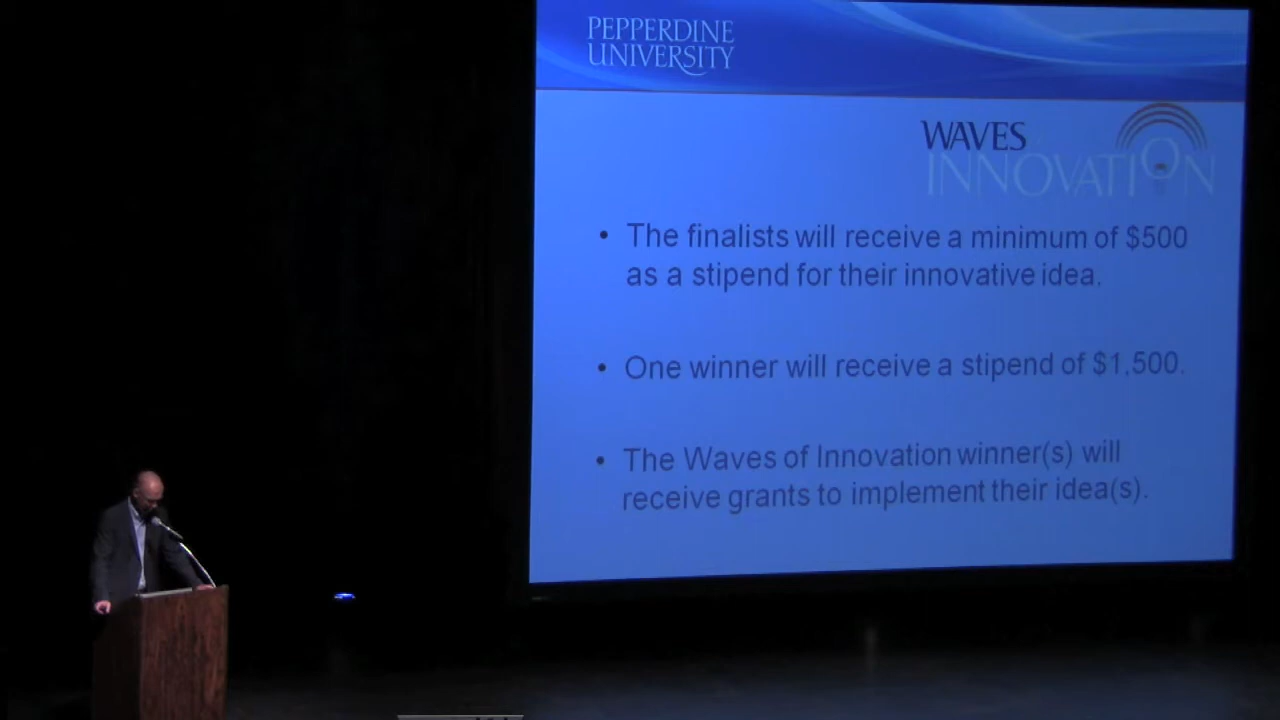 PEPPERDINE
UNIVERSITY
WAVES
INNOVATION
• The finalists will receive a minimum of $500
as a stipend for their innovative idea.
• One winner will receive a stipend of $1,500.
• The Waves of Innovation winner(s) will
receive grants to implement their idea(s).